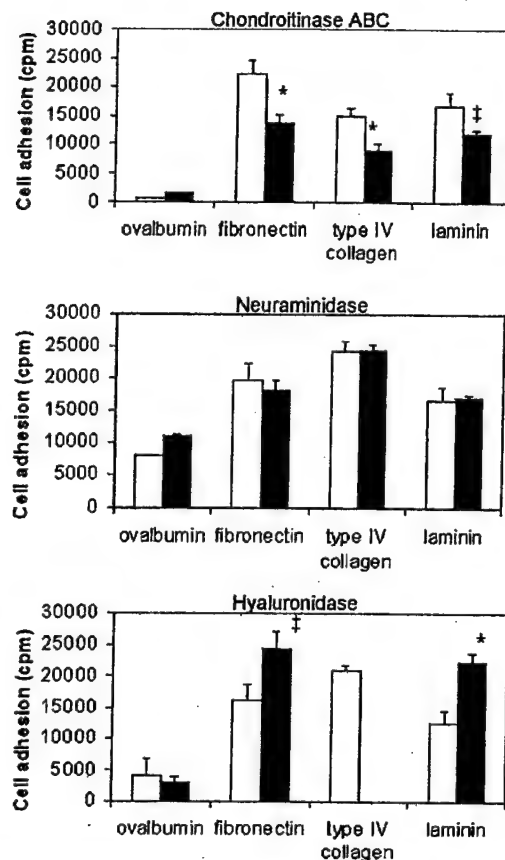 Chondroitinase ABC
Cell adhesion (cpm)
30000
25000
20000
15000
10000
5000
0
*
*
‡
ovalbumin fibronectin type IV collagen laminin
Neuraminidase
Cell adhesion (cpm)
30000
25000
20000
15000
10000
5000
0
ovalbumin fibronectin type IV collagen laminin
Hyaluronidase
Cell adhesion (cpm)
30000
25000
20000
15000
10000
5000
0
‡
*
ovalbumin fibronectin type IV collagen laminin